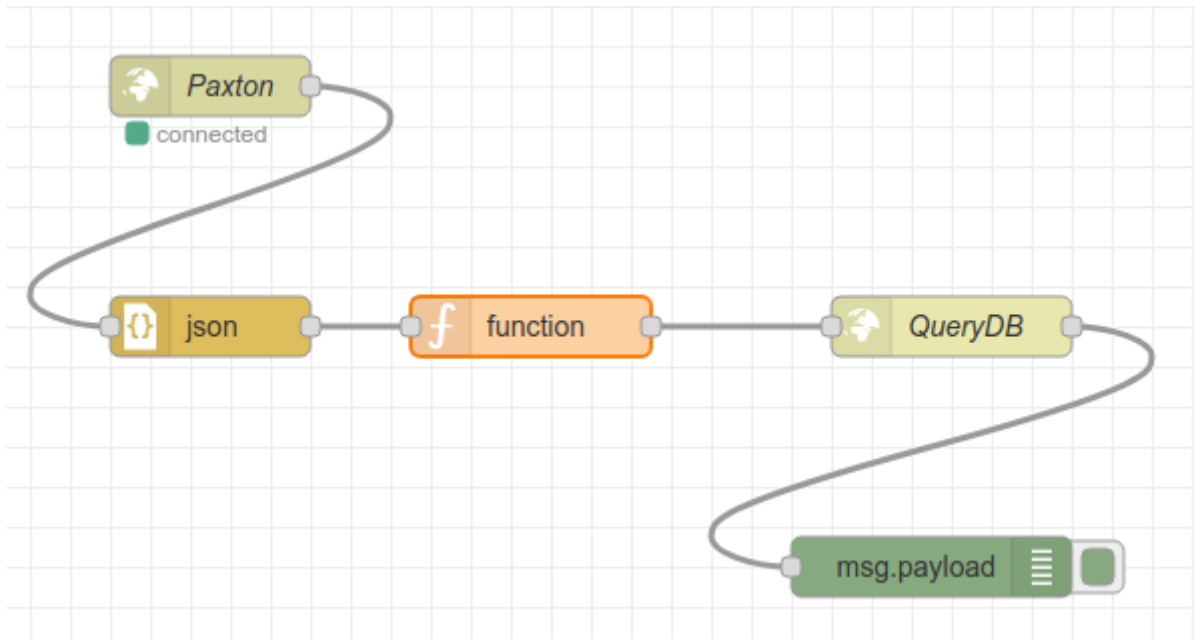 Paxton
connected
{} json
f function
QueryDB
msg.payload